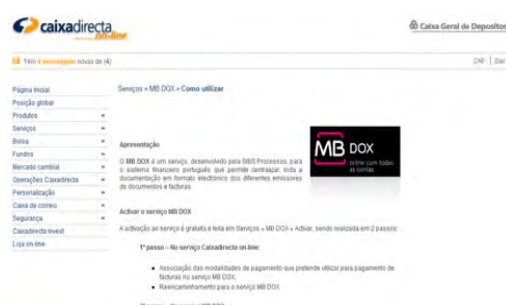 caixadirecta
on-line
Caixa Geral de Depositos
Tem 4 mensagens novas de (4)
CAF | Sair
Página Inicial
Posição global
Produtos
Serviços
Bolsa
Fundos
Mercado cambial
Operações Caixadirecta
Personalização
Caixa de correio
Segurança
Caixadirecta Invest
Loja on-line
Serviços » MB DOX » Como utilizar
MB DOX
online com todas
as contas
Apresentação
O MB DOX é um serviço, desenvolvido pela SIBS Processos, para
o sistema financeiro português que permite centralizar, toda a
documentação em formato electrónico dos diferentes emissores
de documentos e facturas.
Activar o serviço MB DOX
A activação ao serviço é gratuita e feita em Serviços » MB DOX » Activar, sendo realizada em 2 passos:
1º passo – No serviço Caixadirecta on-line:
Associação das modalidades de pagamento que pretende utilizar para pagamento de
facturas no serviço MB DOX;
Reencaminhamento para o serviço MB DOX.